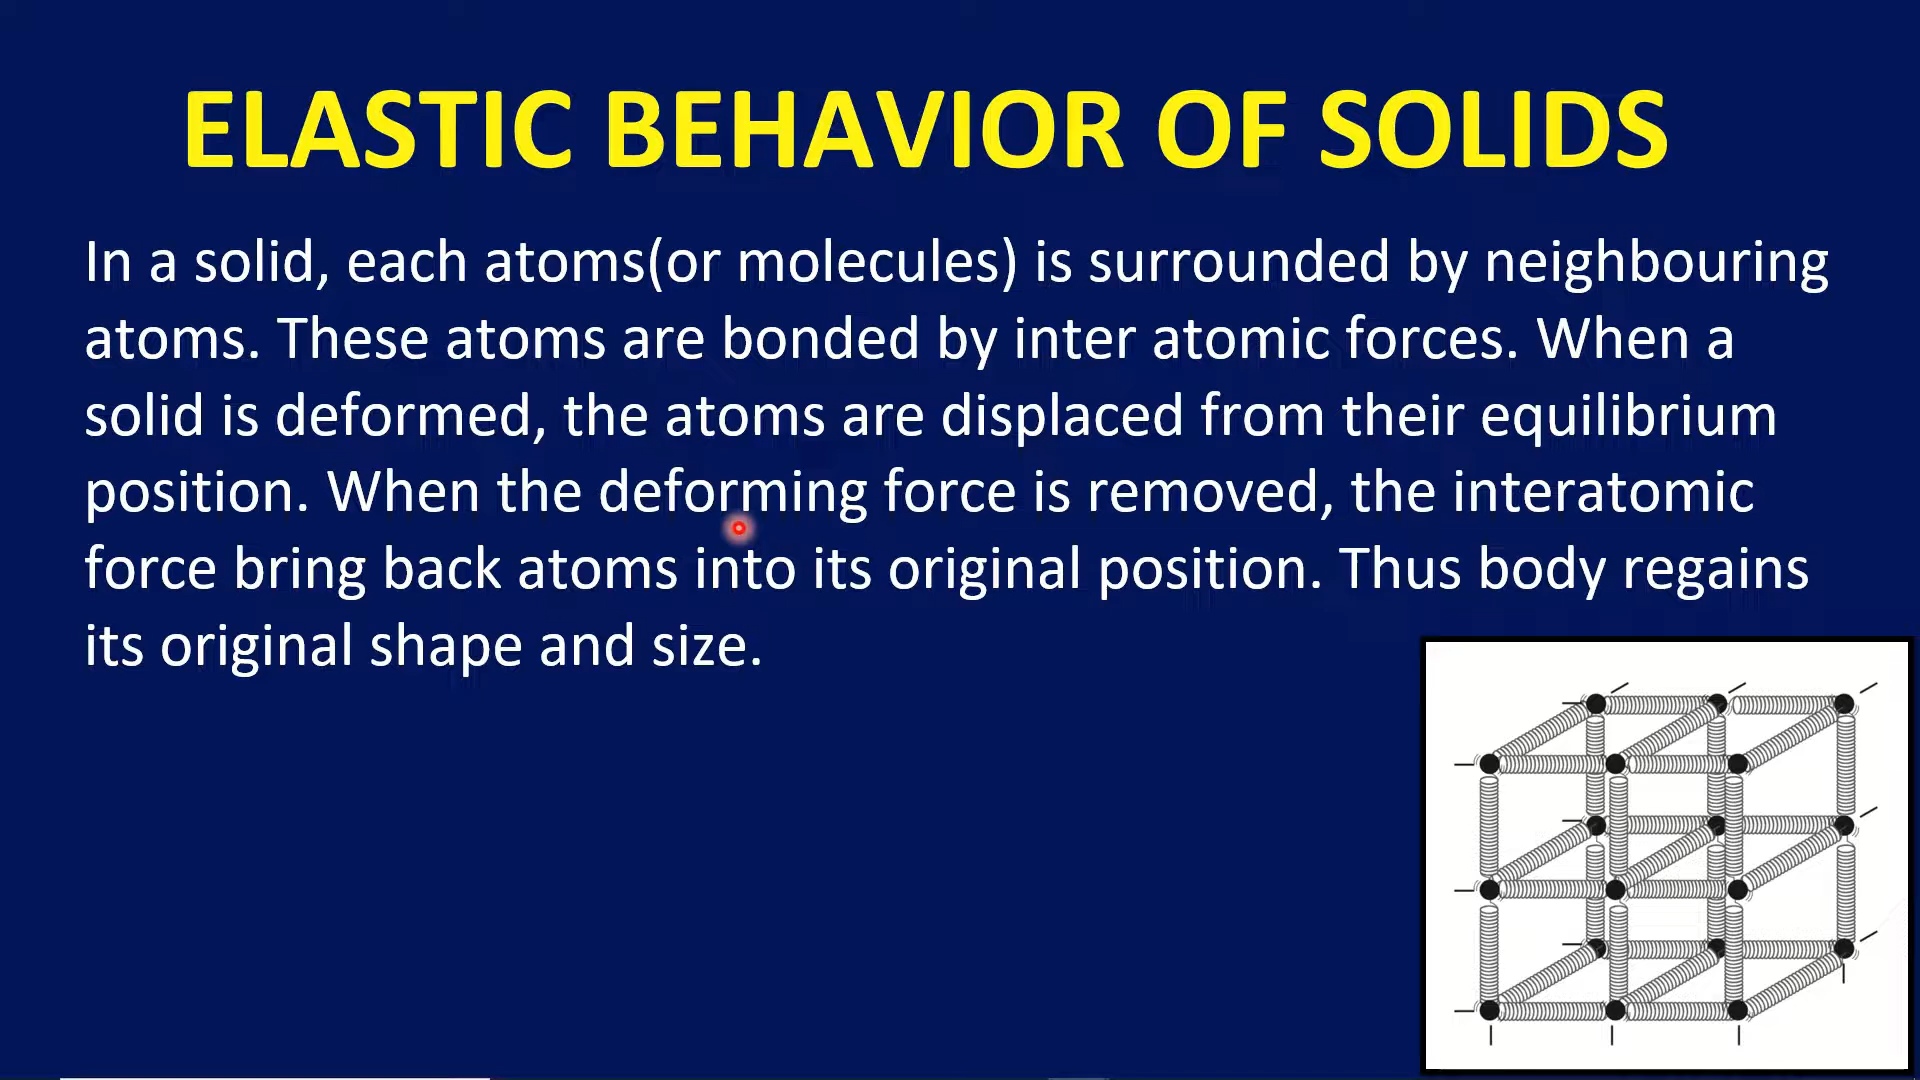 ELASTIC BEHAVIOR OF SOLIDS
In a solid, each atoms(or molecules) is surrounded by neighbouring
atoms. These atoms are bonded by inter atomic forces. When a
solid is deformed, the atoms are displaced from their equilibrium
position. When the deforming force is removed, the interatomic
force bring back atoms into its original position. Thus body regains
its original shape and size.